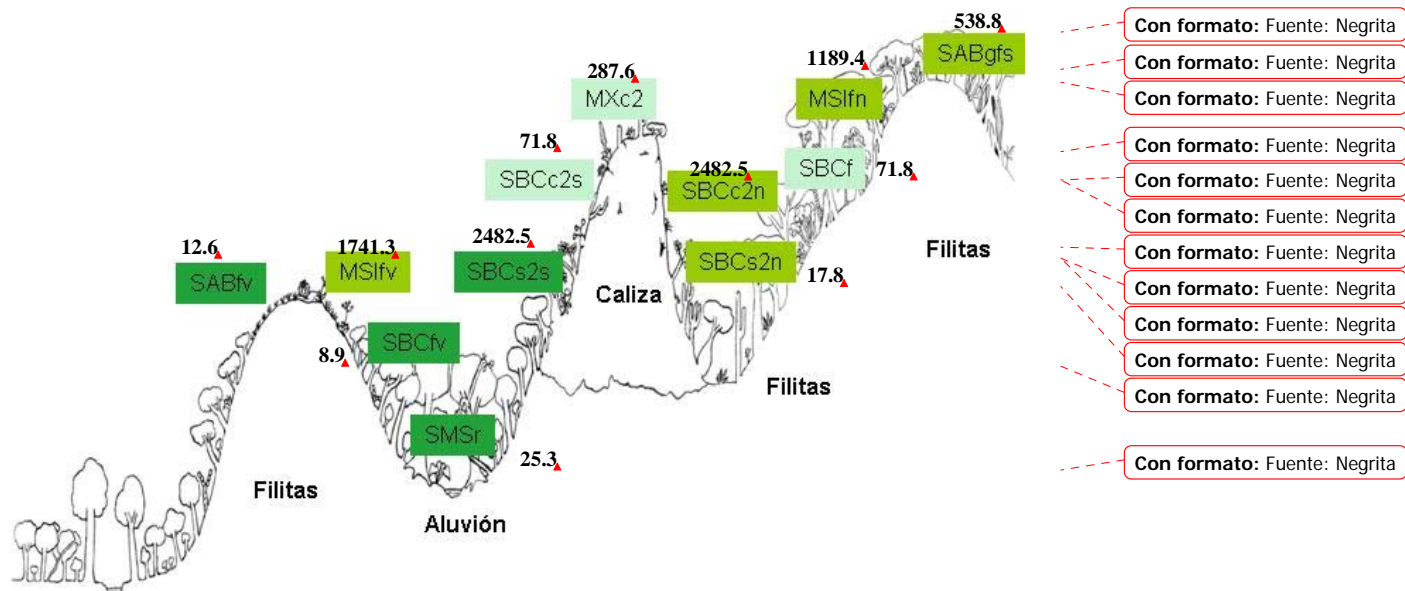 538.8
SABgfs
1189.4
MSIfn
287.6
MXc2
71.8
SBCc2s
2482.5
SBCc2n
SBCf
71.8
12.6
SABfv
1741.3
MSIfv
2482.5
SBCs2s
SBCs2n
17.8
Filitas
Caliza
8.9
SBCfv
Filitas
SMSr
25.3
Filitas
Aluvión
Con formato: Fuente: Negrita
Con formato: Fuente: Negrita
Con formato: Fuente: Negrita
Con formato: Fuente: Negrita
Con formato: Fuente: Negrita
Con formato: Fuente: Negrita
Con formato: Fuente: Negrita
Con formato: Fuente: Negrita
Con formato: Fuente: Negrita
Con formato: Fuente: Negrita
Con formato: Fuente: Negrita
Con formato: Fuente: Negrita